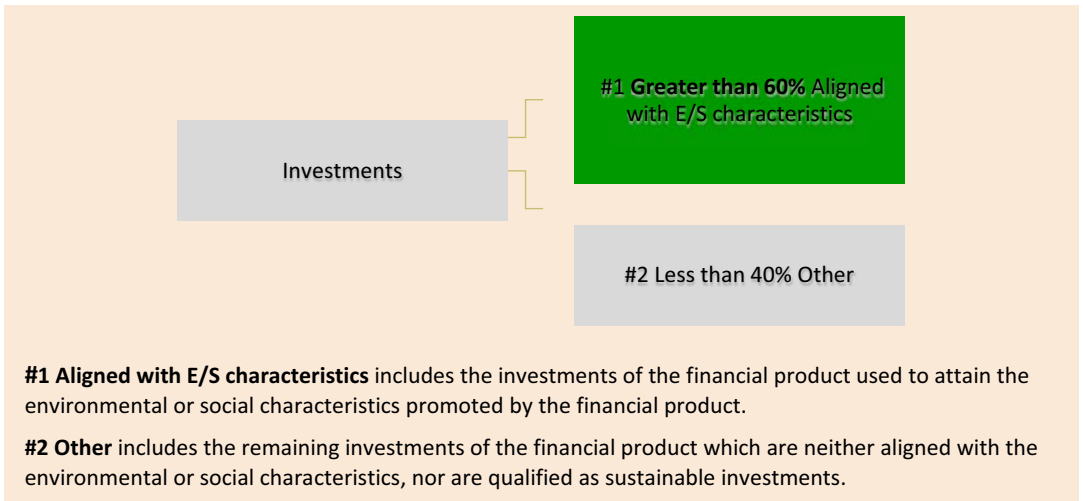 #1 Greater than 60% Aligned
with E/S characteristics
Investments
#2 Less than 40% Other
#1 Aligned with E/S characteristics includes the investments of the financial product used to attain the
environmental or social characteristics promoted by the financial product.
#2 Other includes the remaining investments of the financial product which are neither aligned with the
environmental or social characteristics, nor are qualified as sustainable investments.